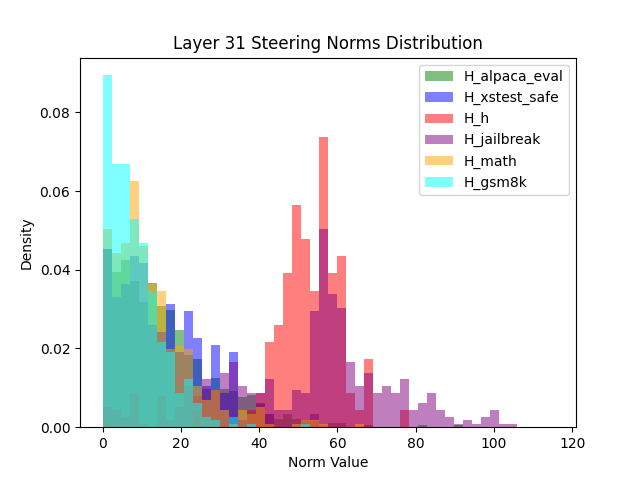 Layer 31 Steering Norms Distribution
H_alpaca_eval
H_xstest_safe
H_h
H_jailbreak
H_math
H_gsm8k
Density
0.08
0.06
0.04
0.02
0.00
0
20
40
60
80
100
120
Norm Value